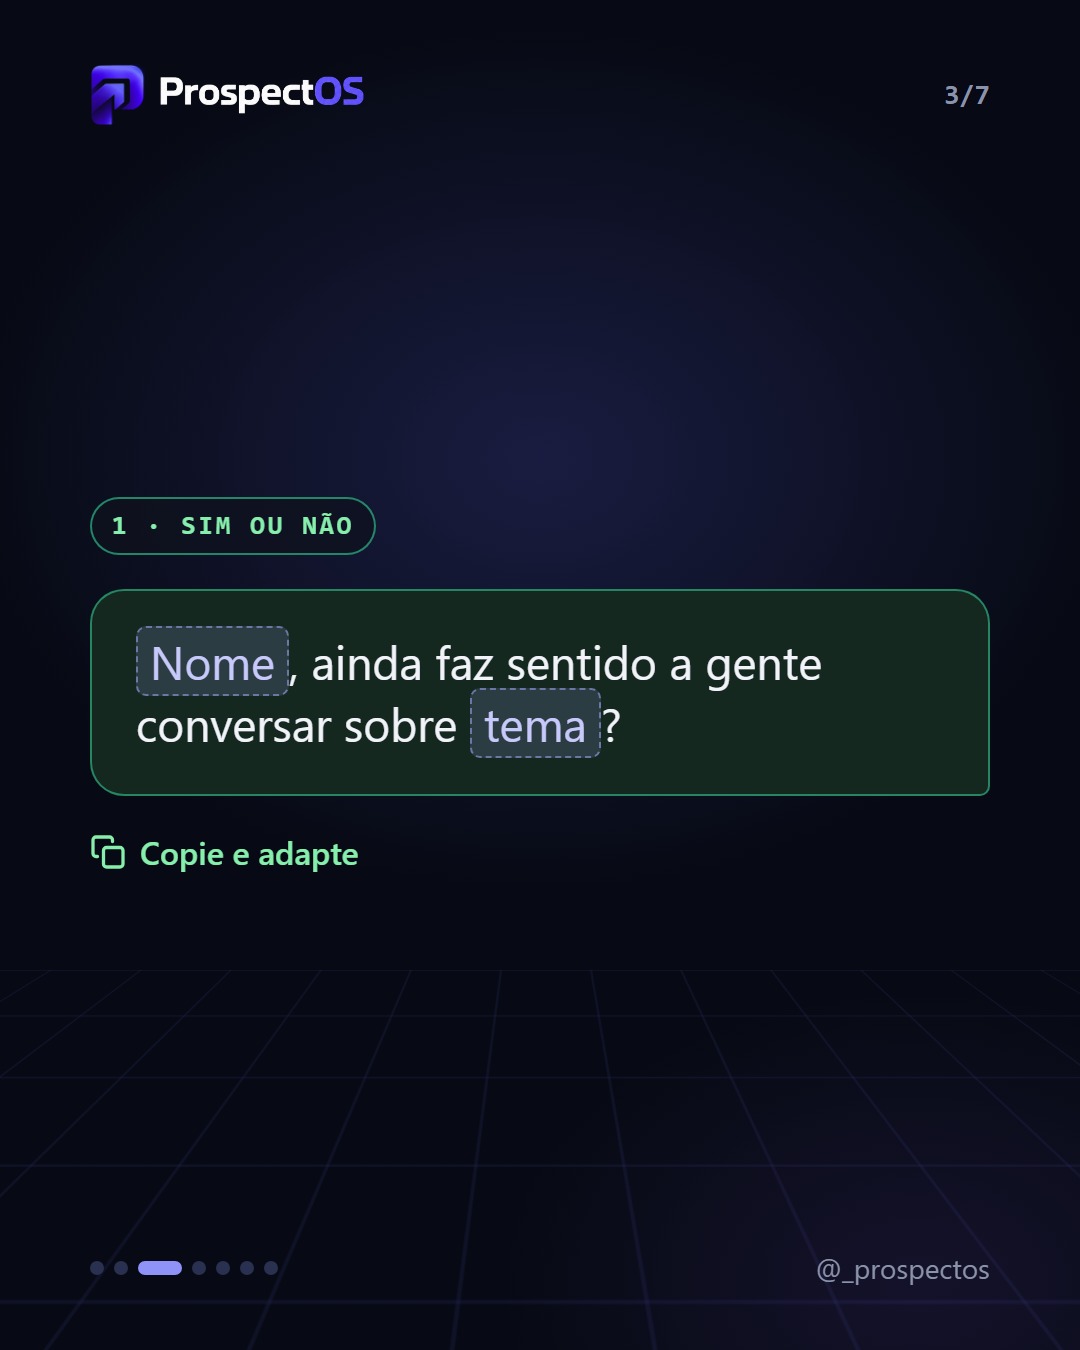 ProspectOS
3/7
1 · SIM OU NÃO
Nome, ainda faz sentido a gente
conversar sobre tema?
Copie e adapte
@_prospectos